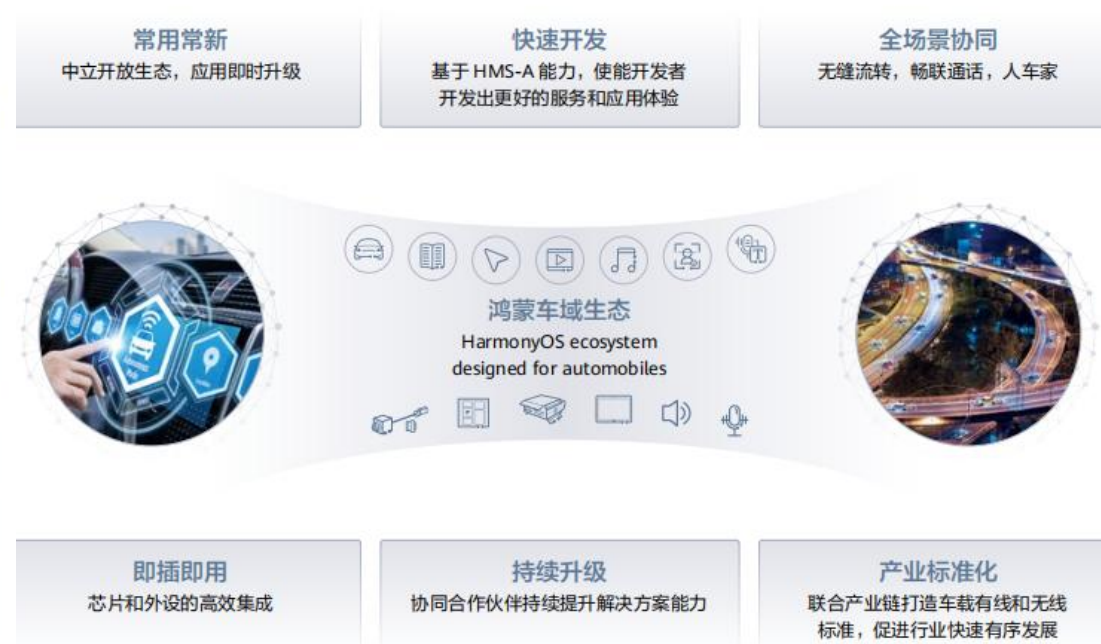 常用常新
中立开放生态，应用即时升级
快速开发
基于 HMS-A 能力，使能开发者
开发出更好的服务和应用体验
全场景协同
无缝流转，畅联通话，人车家
鸿蒙车域生态
HarmonyOS ecosystem
designed for automobiles
即插即用
芯片和外设的高效集成
持续升级
协同合作伙伴持续提升解决方案能力
产业标准化
联合产业链打造车载有线和无线
标准，促进行业快速有序发展